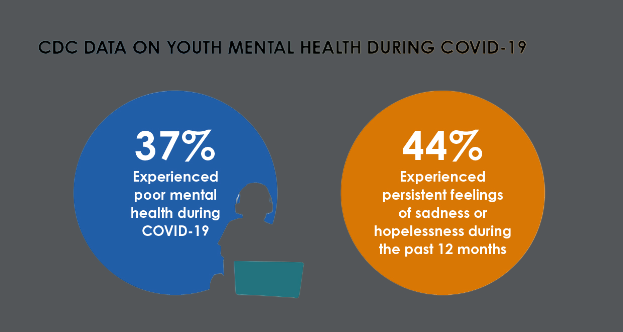 CDC DATA ON YOUTH MENTAL HEALTH DURING COVID-19
37%
Experienced
poor mental
health during
COVID-19
44%
Experienced
persistent feelings
of sadness or
hopelessness during
the past 12 months